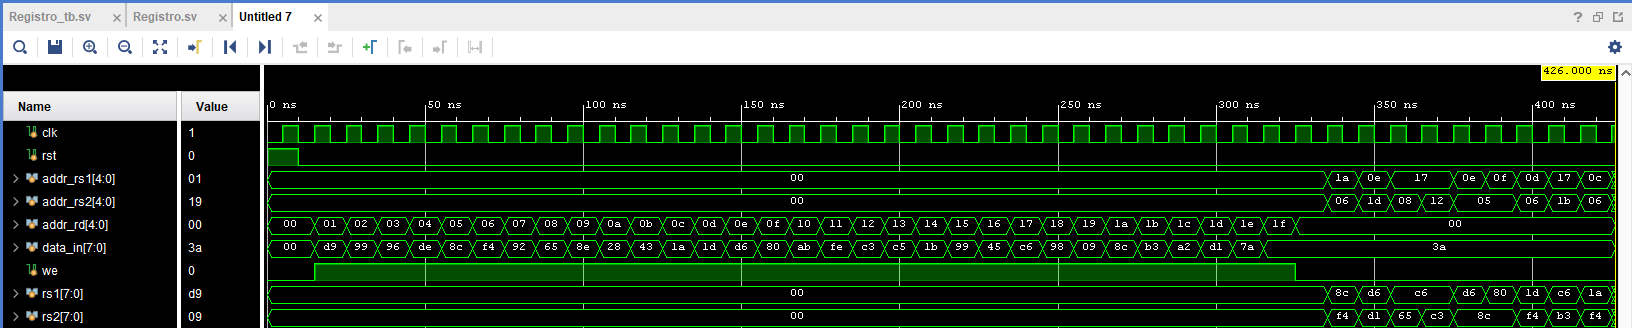 Registro_tb.sv × Registro.sv × Untitled 7 × ?
426.000 ns
Name Value 0 ns 50 ns 100 ns 150 ns 200 ns 250 ns 300 ns 350 ns 400 ns
clk 1
rst 0
addr_rs1[4:0] 01 00 1a 0e 17 0e 0f 0d 17 0c
addr_rs2[4:0] 19 00 06 1d 08 12 05 06 1b 06
addr_rd[4:0] 00 00 01 02 03 04 05 06 07 08 09 0a 0b 0c 0d 0e 0f 10 11 12 13 14 15 16 17 18 19 1a 1b 1c 1d 1e 1f 00
data_in[7:0] 3a 00 d9 99 96 de 8c f4 92 65 8e 28 43 1a 1d d6 80 ab fe c3 c5 1b 99 45 c6 98 09 8c b3 a2 d1 7a 3a
we 0
rs1[7:0] d9 00 8c d6 c6 d6 80 1d c6 1a
rs2[7:0] 09 00 f4 d1 65 c3 8c f4 b3 f4